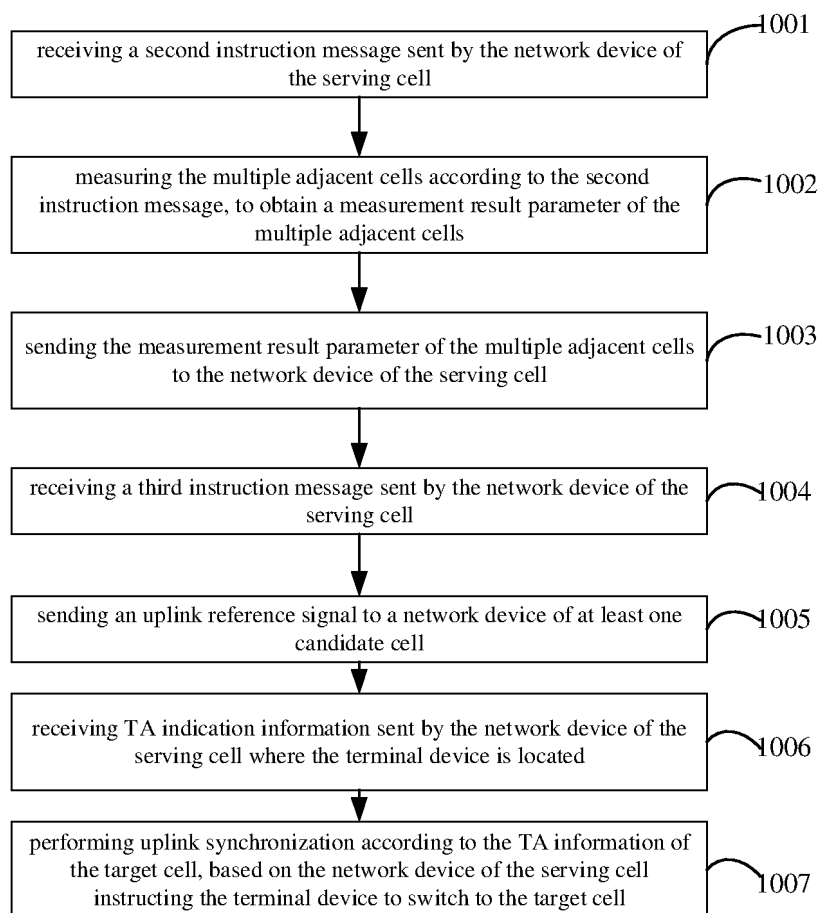 1001
receiving a second instruction message sent by the network device of
the serving cell
1002
measuring the multiple adjacent cells according to the second
instruction message, to obtain a measurement result parameter of the
multiple adjacent cells
1003
sending the measurement result parameter of the multiple adjacent cells
to the network device of the serving cell
1004
receiving a third instruction message sent by the network device of the
serving cell
1005
sending an uplink reference signal to a network device of at least one
candidate cell
1006
receiving TA indication information sent by the network device of the
serving cell where the terminal device is located
1007
performing uplink synchronization according to the TA information of
the target cell, based on the network device of the serving cell
instructing the terminal device to switch to the target cell